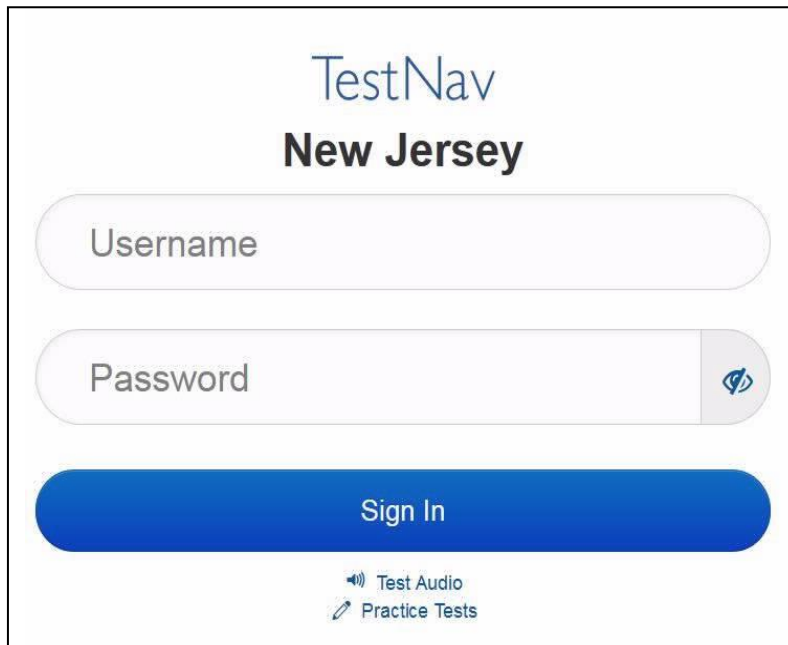 TestNav
New Jersey
Username
Password
Sign In
Test Audio
Practice Tests